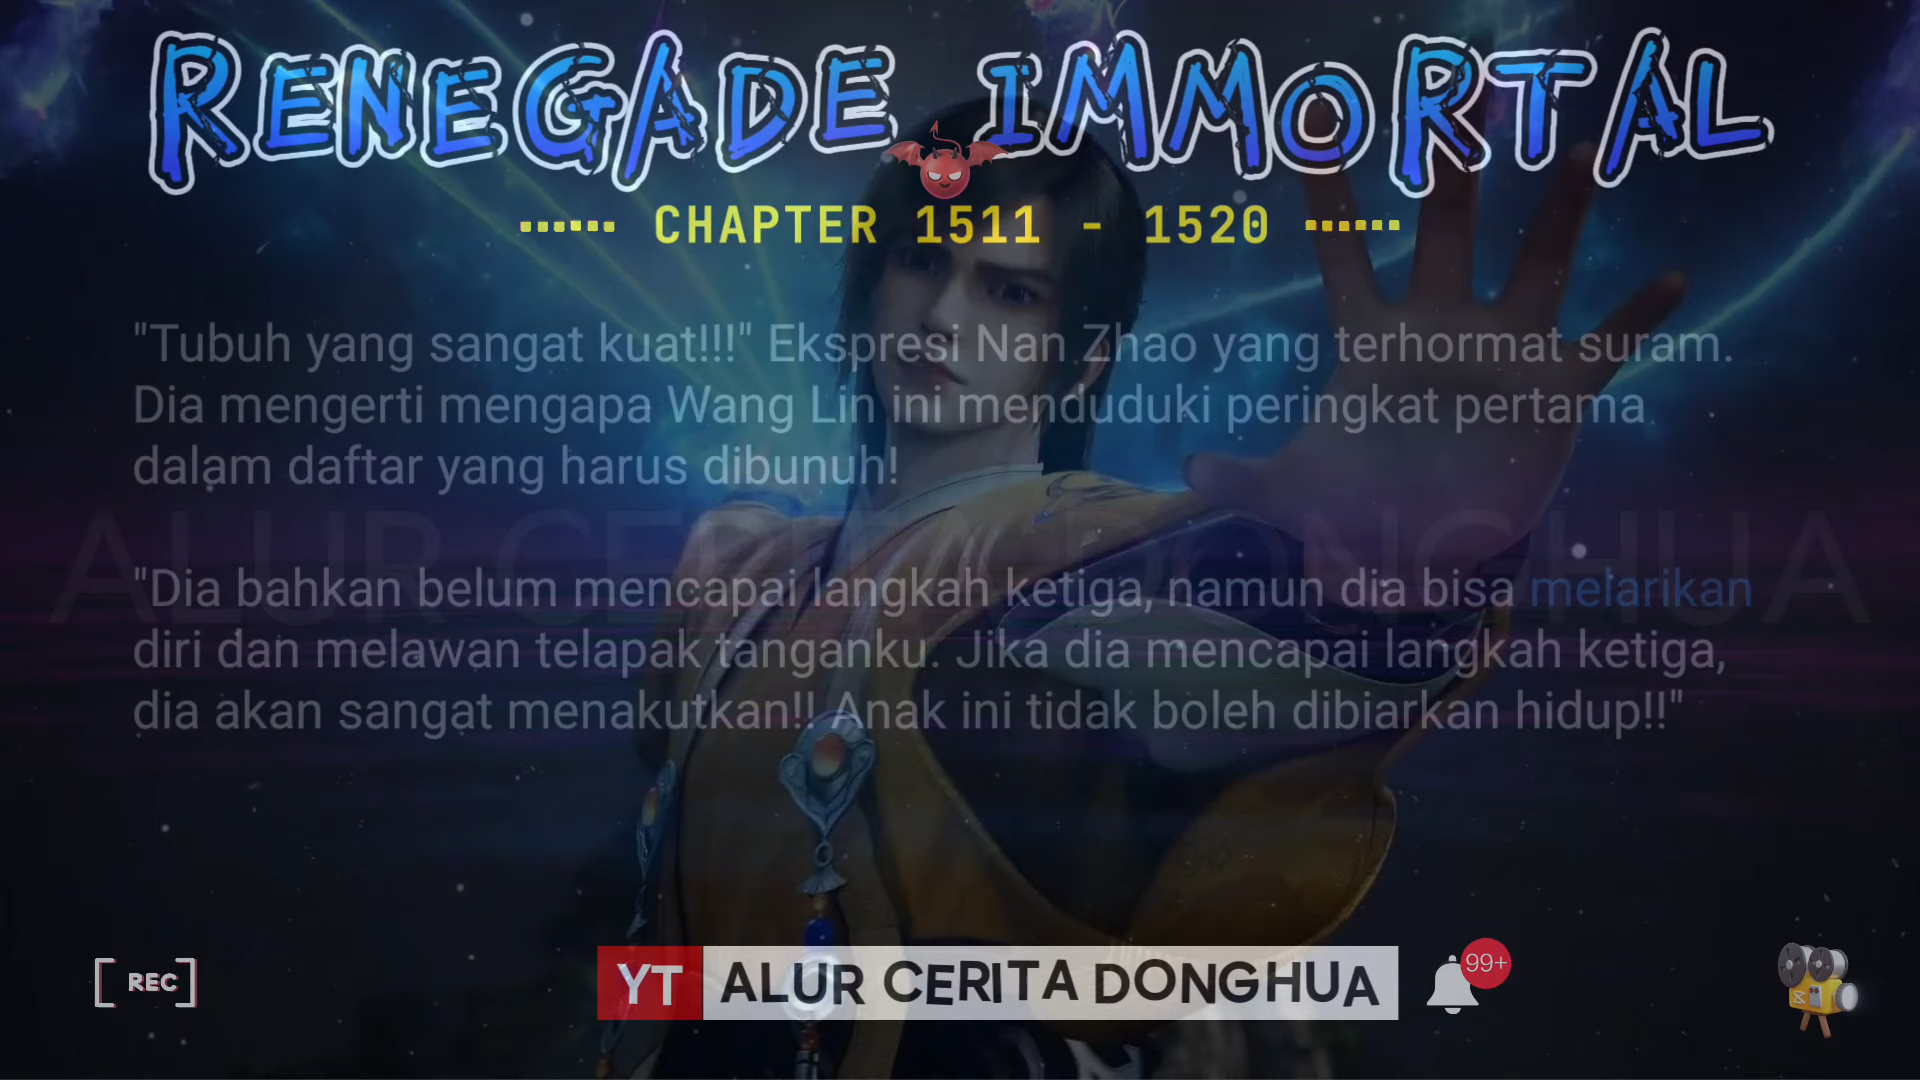 RENEGADE IMMORTAL
CHAPTER 1511 - 1520
"Tubuh yang sangat kuat!!!" Ekspresi Nan Zhao yang terhormat suram.
Dia mengerti mengapa Wang Lin ini menduduki peringkat pertama
dalam daftar yang harus dibunuh!
ALUR CERITA DONGHUA
"Dia bahkan belum mencapai langkah ketiga, namun dia bisa melarikan
diri dan melawan telapak tanganku. Jika dia mencapai langkah ketiga,
dia akan sangat menakutkan!! Anak ini tidak boleh dibiarkan hidup!!"
REC
YT ALUR CERITA DONGHUA
99+